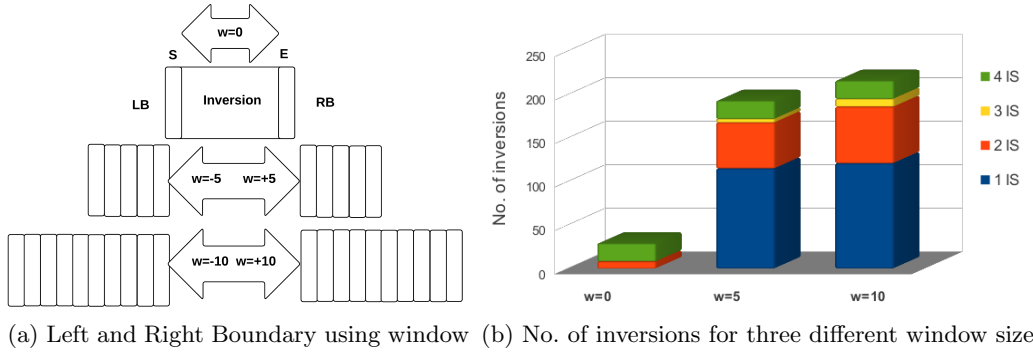 w=0
S E
LB Inversion RB
w=-5 w=+5
w=-10 w=+10
(a) Left and Right Boundary using window
No. of inversions
250
200
150
100
50
0
w=0 w=5 w=10
4 IS
3 IS
2 IS
1 IS
(b) No. of inversions for three different window size